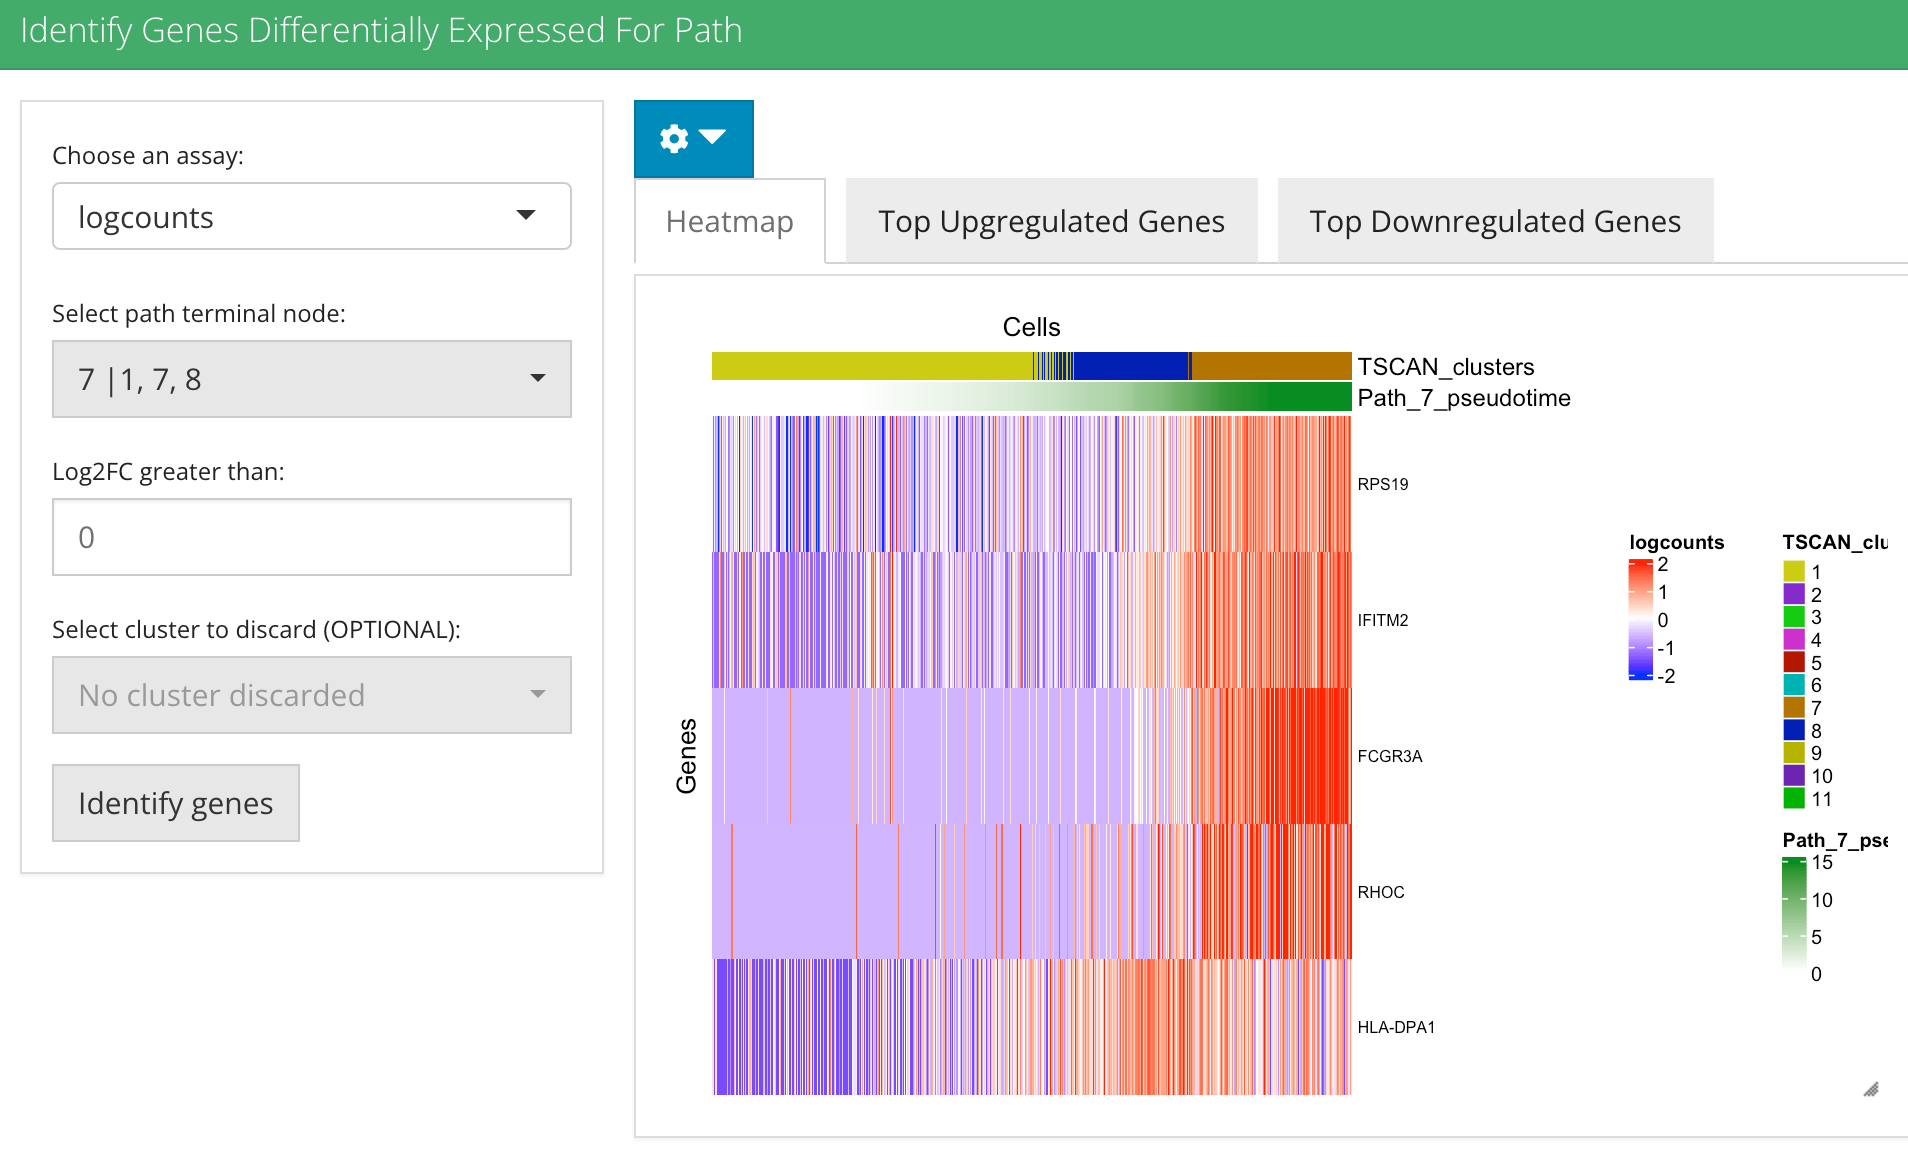 Identify Genes Differentially Expressed For Path
Choose an assay:
logcounts
Select path terminal node:
7 |1, 7, 8
Log2FC greater than:
0
Select cluster to discard (OPTIONAL):
No cluster discarded
Identify genes
Heatmap
Top Upgregulated Genes
Top Downregulated Genes
Cells
TSCAN_clusters
Path_7_pseudotime
Genes
RPS19
IFITM2
FCGR3A
RHOC
HLA-DPA1
logcounts
2
1
0
-1
-2
TSCAN_clu
1
2
3
4
5
6
7
8
9
10
11
Path_7_pse
15
10
5
0